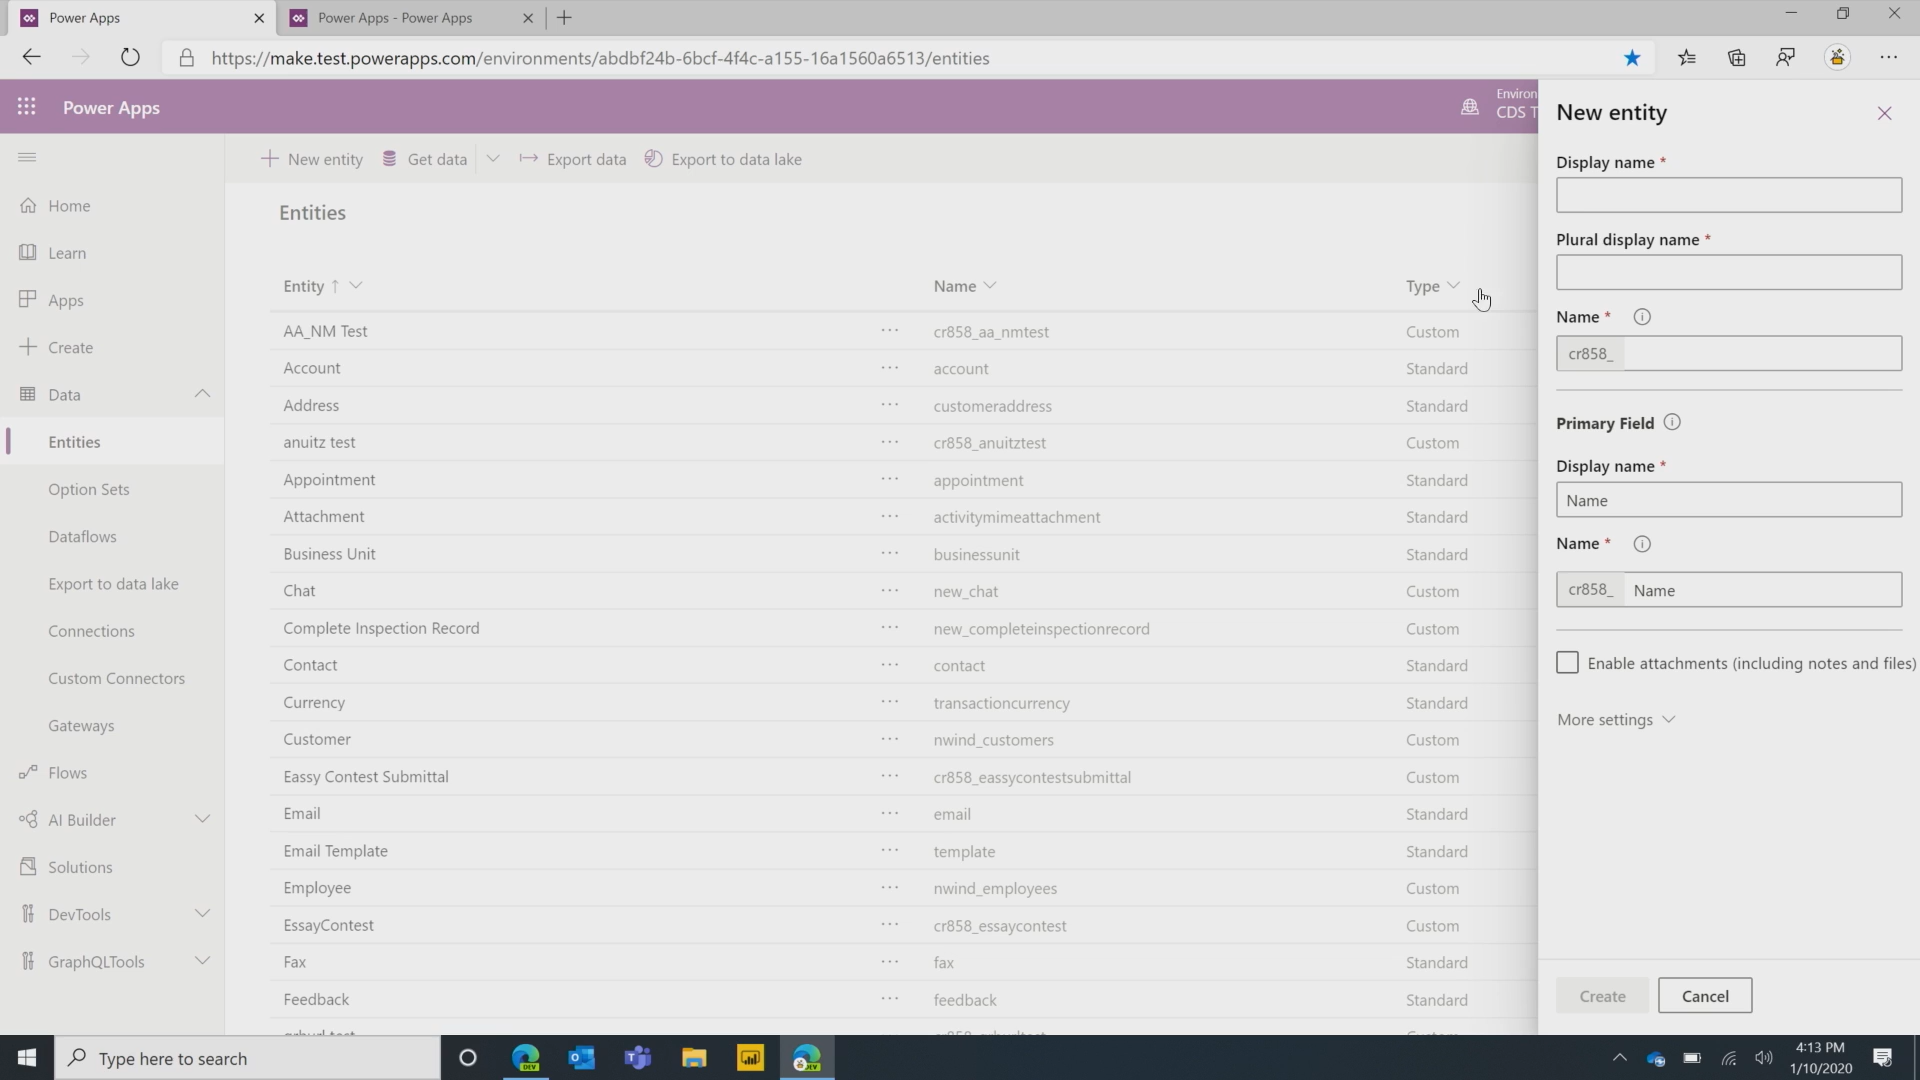 Power Apps
Power Apps - Power Apps
https://make.test.powerapps.com/environments/abdbf24b-6bcf-4f4c-a155-16a1560a6513/entities
Power Apps
Environ
CDS T
New entity
Get data
Export data
Export to data lake
Home
Learn
Apps
Create
Data
Entities
Option Sets
Dataflows
Export to data lake
Connections
Custom Connectors
Gateways
Flows
AI Builder
Solutions
DevTools
GraphQLTools
Entities
Entity ↑ Name Type
AA_NM Test ··· cr858_aa_nmtest Custom
Account ··· account Standard
Address ··· customeraddress Standard
anuitz test ··· cr858_anuitztest Custom
Appointment ··· appointment Standard
Attachment ··· activitymimeattachment Standard
Business Unit ··· businessunit Standard
Chat ··· new_chat Custom
Complete Inspection Record ··· new_completeinspectionrecord Custom
Contact ··· contact Standard
Currency ··· transactioncurrency Standard
Customer ··· nwind_customers Custom
Eassy Contest Submittal ··· cr858_eassycontestsubmittal Custom
Email ··· email Standard
Email Template ··· template Standard
Employee ··· nwind_employees Custom
EssayContest ··· cr858_essaycontest Custom
Fax ··· fax Standard
Feedback ··· feedback Standard
New entity
Display name *
Plural display name *
Name *
cr858_
Primary Field
Display name *
Name
Name *
cr858_ Name
Enable attachments (including notes and files)
More settings
Create
Cancel
Type here to search
DEV
DEV
4:13 PM
1/10/2020